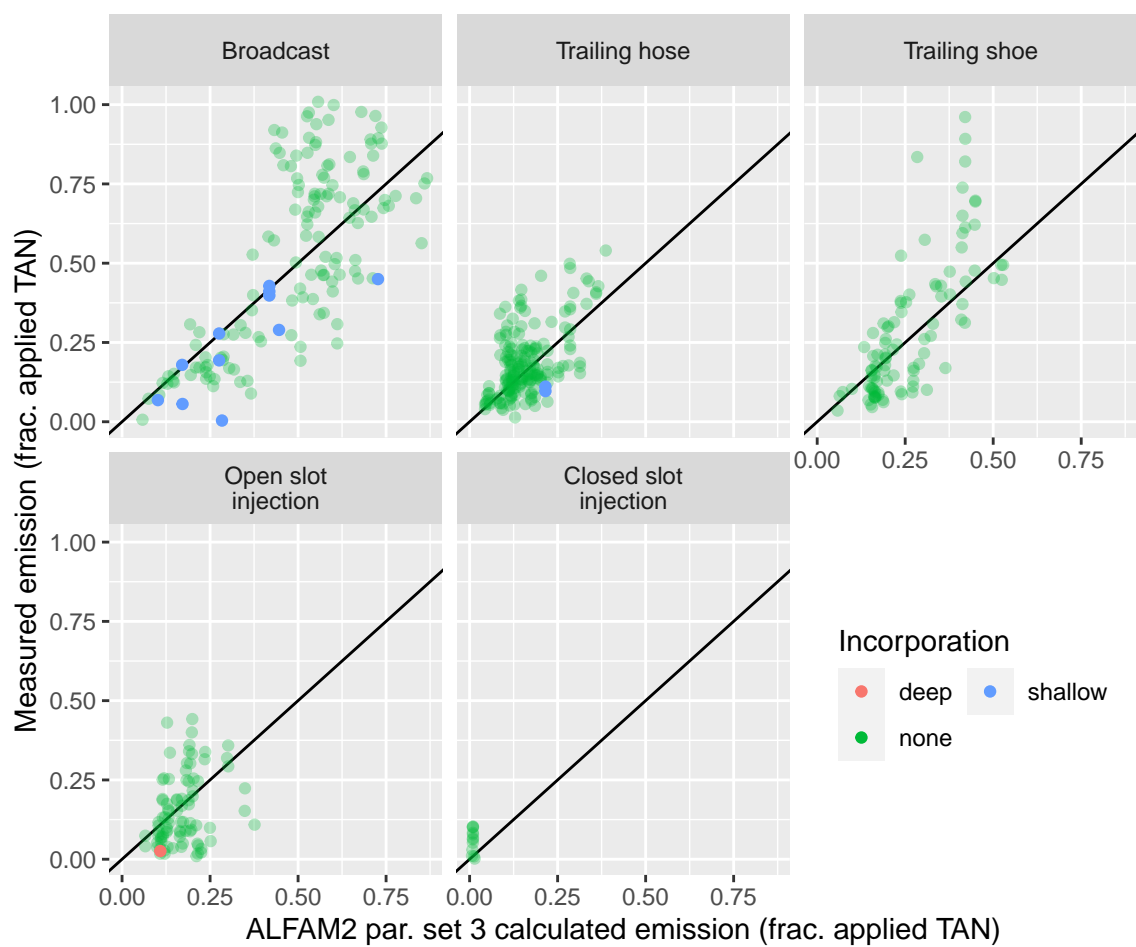 Broadcast
Trailing hose
Trailing shoe
1.00
0.75
0.50
0.25
0.00
0.00 0.25 0.50 0.75
Open slot
injection
Closed slot
injection
1.00
0.75
0.50
0.25
0.00
0.00 0.25 0.50 0.75
0.00 0.25 0.50 0.75
Measured emission (frac. applied TAN)
ALFAM2 par. set 3 calculated emission (frac. applied TAN)
Incorporation
deep
none
shallow